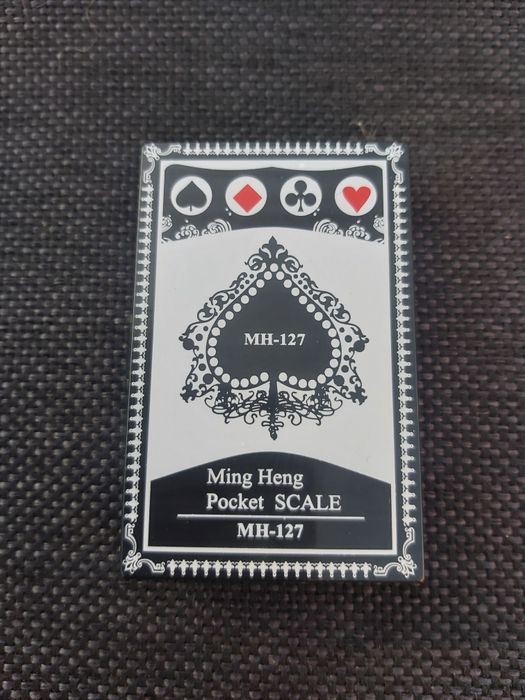 MH-127
Ming Heng
Pocket SCALE
MH-127